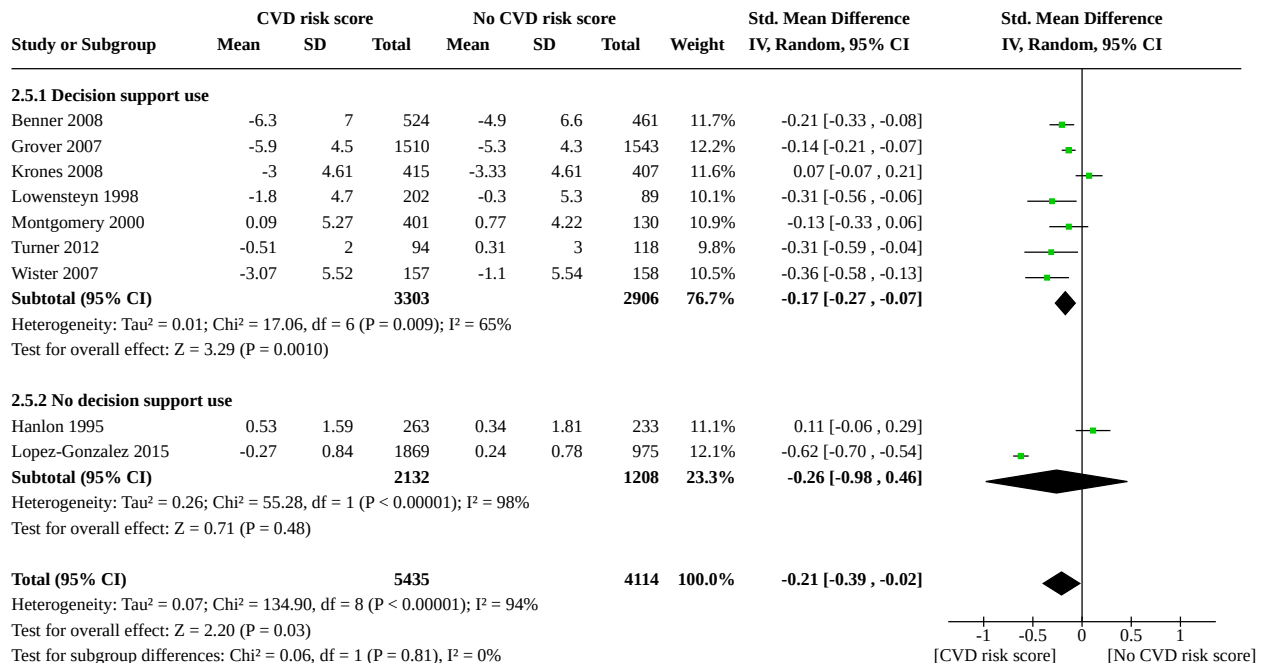 CVD risk score No CVD risk score Std. Mean Difference Std. Mean Difference
Study or Subgroup Mean SD Total Mean SD Total Weight IV, Random, 95% CI IV, Random, 95% CI
2.5.1 Decision support use
Benner 2008 -6.3 7 524 -4.9 6.6 461 11.7% -0.21 [-0.33 , -0.08]
Grover 2007 -5.9 4.5 1510 -5.3 4.3 1543 12.2% -0.14 [-0.21 , -0.07]
Krones 2008 -3 4.61 415 -3.33 4.61 407 11.6% 0.07 [-0.07 , 0.21]
Lowensteyn 1998 -1.8 4.7 202 -0.3 5.3 89 10.1% -0.31 [-0.56 , -0.06]
Montgomery 2000 0.09 5.27 401 0.77 4.22 130 10.9% -0.13 [-0.33 , 0.06]
Turner 2012 -0.51 2 94 0.31 3 118 9.8% -0.31 [-0.59 , -0.04]
Wister 2007 -3.07 5.52 157 -1.1 5.54 158 10.5% -0.36 [-0.58 , -0.13]
Subtotal (95% CI) 3303 2906 76.7% -0.17 [-0.27 , -0.07]
Heterogeneity: Tau² = 0.01; Chi² = 17.06, df = 6 (P = 0.009); I² = 65%
Test for overall effect: Z = 3.29 (P = 0.0010)
2.5.2 No decision support use
Hanlon 1995 0.53 1.59 263 0.34 1.81 233 11.1% 0.11 [-0.06 , 0.29]
Lopez-Gonzalez 2015 -0.27 0.84 1869 0.24 0.78 975 12.1% -0.62 [-0.70 , -0.54]
Subtotal (95% CI) 2132 1208 23.3% -0.26 [-0.98 , 0.46]
Heterogeneity: Tau² = 0.26; Chi² = 55.28, df = 1 (P < 0.00001); I² = 98%
Test for overall effect: Z = 0.71 (P = 0.48)
Total (95% CI) 5435 4114 100.0% -0.21 [-0.39 , -0.02]
Heterogeneity: Tau² = 0.07; Chi² = 134.90, df = 8 (P < 0.00001); I² = 94%
Test for overall effect: Z = 2.20 (P = 0.03)
-1 -0.5 0 0.5 1
Test for subgroup differences: Chi² = 0.06, df = 1 (P = 0.81), I² = 0% [CVD risk score] [No CVD risk score]